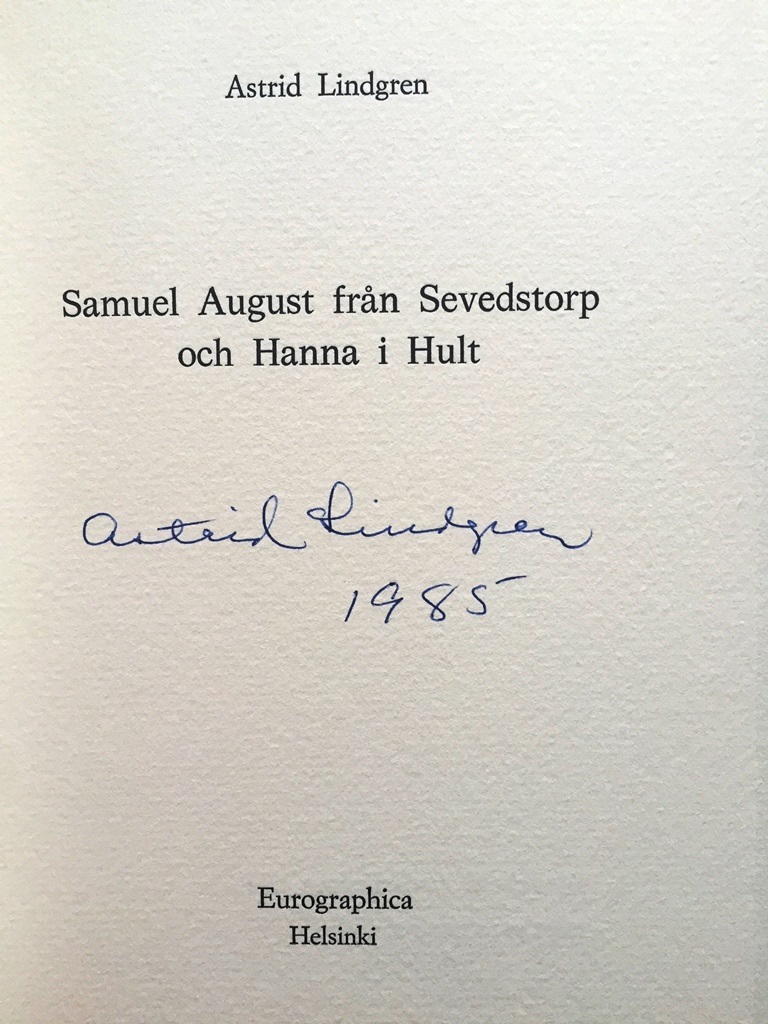 Astrid Lindgren
Samuel August från Sevedstorp
och Hanna i Hult
Astrid Lindgren
1985
Eurographica
Helsinki